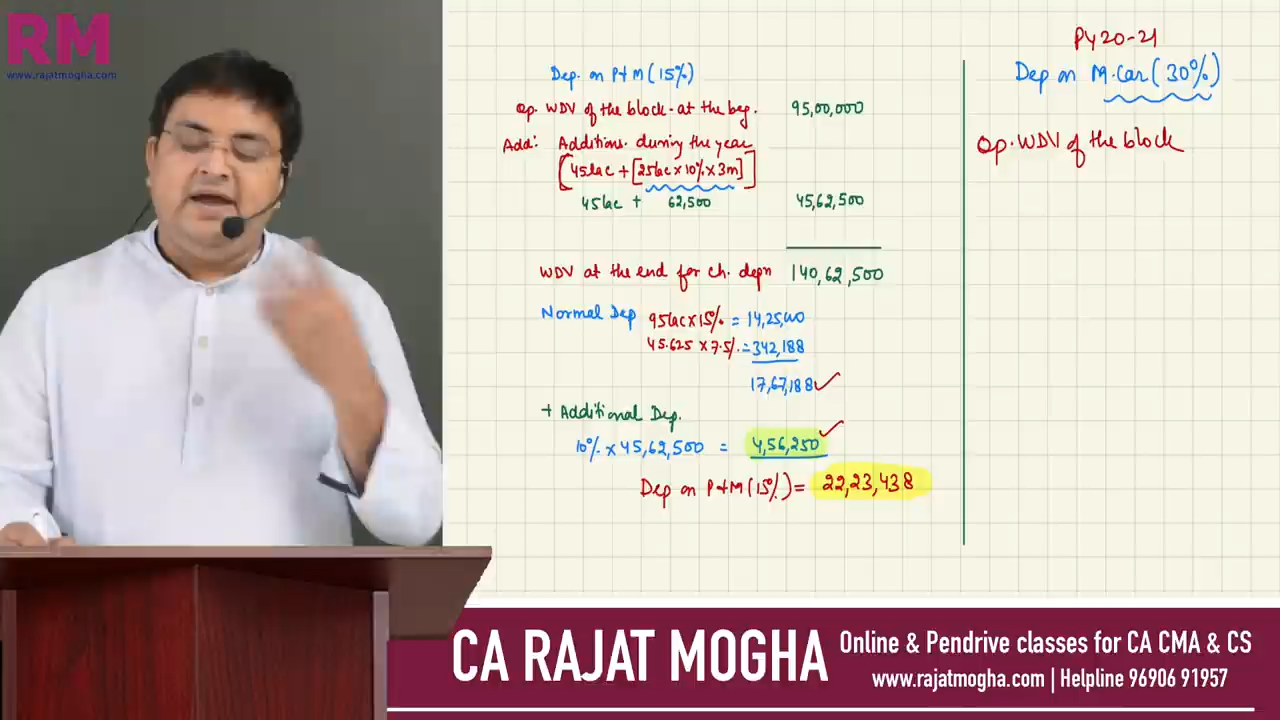 RM
www.rajatmogha.com
Dep. on P+M (15%)
Op. WDV of the block at the beg. 95,00,000
Add: Additions during the year
[45lac + [25lac x 10% x 3m]]
45lac + 62,500 45,62,500
WDV at the end for ch. depn 140,62,500
Normal Dep 95lac x 15% = 14,25,000
45.625 x 7.5% = 342,188
17,67,188 ✓
+ Additional Dep. ✓
10% x 45,62,500 = 4,56,250
Dep on P+M (15%) = 22,23,438
PY 20-21
Dep on M.Car (30%)
Op. WDV of the block
CA RAJAT MOGHA
Online & Pendrive classes for CA CMA & CS
www.rajatmogha.com | Helpline 96906 91957